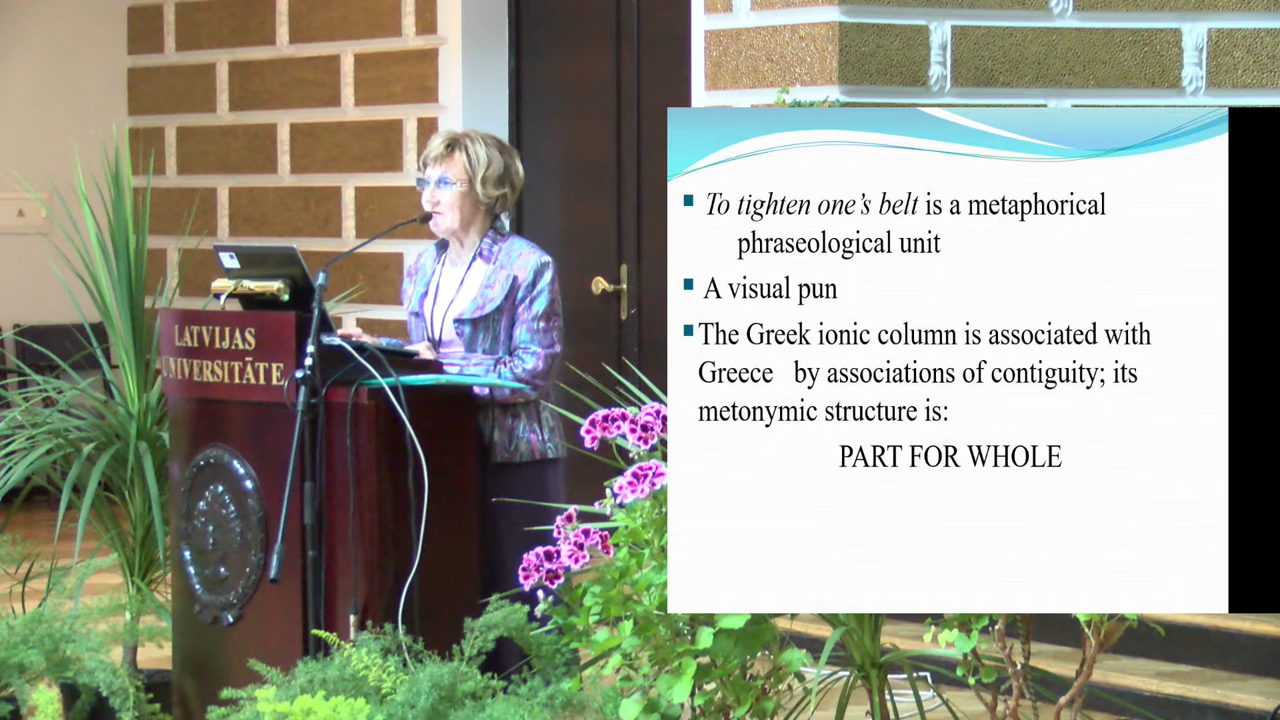 LATVIJAS
UNIVERSITĀTE
To tighten one's belt is a metaphorical
phraseological unit
A visual pun
The Greek ionic column is associated with
Greece by associations of contiguity; its
metonymic structure is:
PART FOR WHOLE